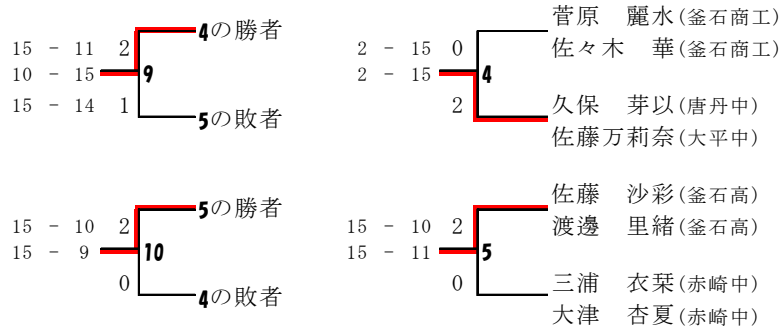 15 - 11 2 4の勝者
10 - 15 9
15 - 14 1 5の敗者
菅原　麗水(釜石商工)
2 - 15 0
佐々木　華(釜石商工)
2 - 15 4
2 久保　芽以(唐丹中)
佐藤万莉奈(大平中)
15 - 10 2 5の勝者
15 - 9 10
0 4の敗者
佐藤　沙彩(釜石高)
15 - 10 2 渡邊　里緒(釜石高)
15 - 11 5
0 三浦　衣栞(赤崎中)
大津　杏夏(赤崎中)